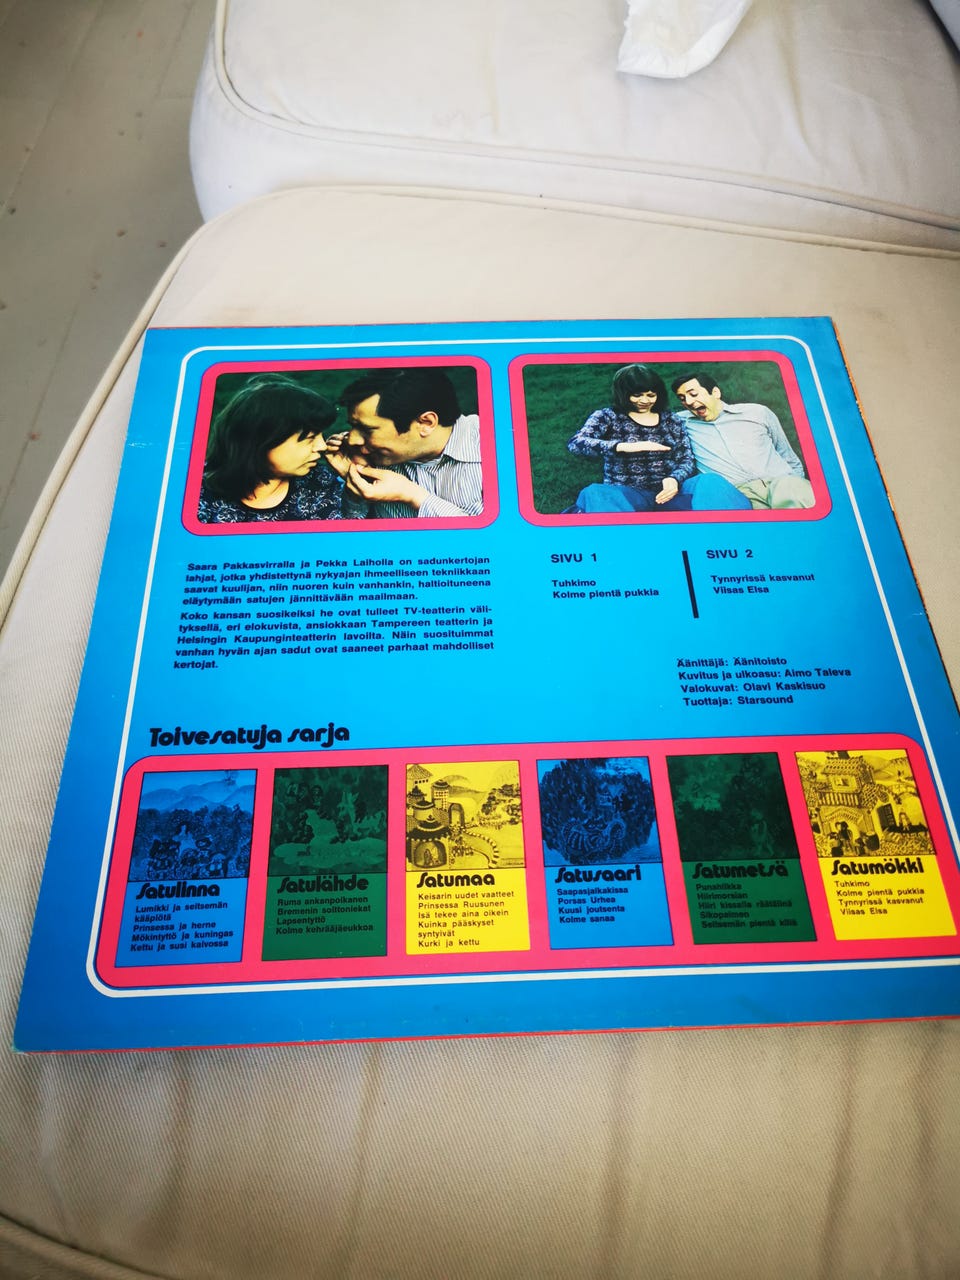 Saara Pakkasvirralla ja Pekka Laiholla on sadunkertojan
lahjat, jotka yhdistettynä nykyajan ihmeelliseen tekniikkaan
saavat kuulijan, niin nuoren kuin vanhankin, haltioituneena
eläytymään satujen jännittävään maailmaan.
Koko kansan suosikeiksi he ovat tulleet TV-teatterin väli-
tyksellä, eri elokuvista, ansiokkaan Tampereen teatterin ja
Helsingin Kaupunginteatterin lavoilta. Näin suosituimmat
vanhan hyvän ajan sadut ovat saaneet parhaat mahdolliset
kertojat.
SIVU 1
Tuhkimo
Kolme pientä pukkia
SIVU 2
Tynnyrissä kasvanut
Viisas Elsa
Äänittäjä: Äänitoisto
Kuvitus ja ulkoasu: Aimo Taleva
Valokuvat: Olavi Kaskisuo
Tuottaja: Starsound
Toivesatuja sarja
Satulinna
Lumikki ja seitsemän
kääpiötä
Prinsessa ja herne
Mökintyttö ja kuningas
Kettu ja susi kaivossa
Satulähde
Ruma ankanpoikanen
Bremenin soittoniekat
Lapsentyttö
Kolme kehrääjäeukkoa
Satumaa
Keisarin uudet vaatteet
Prinsessa Ruusunen
Isä tekee aina oikein
Kuinka pääskyset
syntyivät
Kurki ja kettu
Satusaari
Saapasjalkakissa
Porsas Urhea
Kuusi joutsenta
Kolme sanaa
Satumetsä
Punahilkka
Hiirimorsian
Hiiri kissalla räätälinä
Sikopaimen
Seitsemän pientä kiliä
Satumökki
Tuhkimo
Kolme pientä pukkia
Tynnyrissä kasvanut
Viisas Elsa